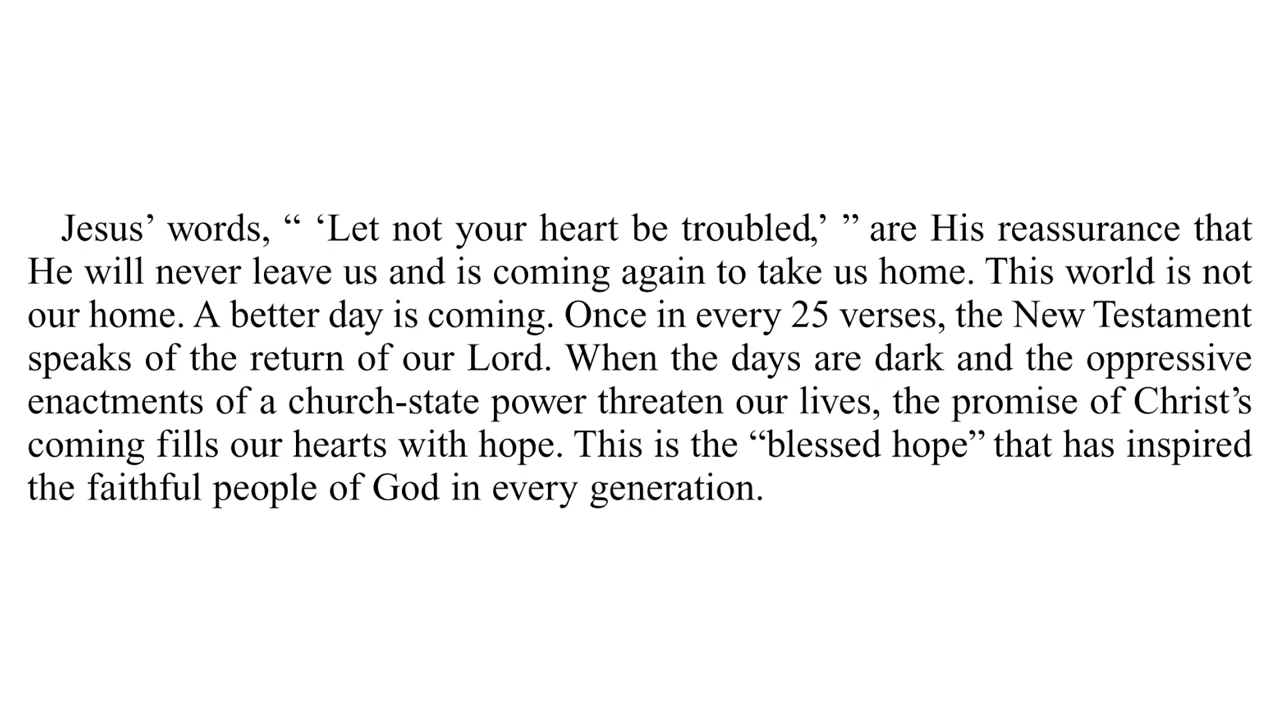 Jesus’ words, “ ‘Let not your heart be troubled,’ ” are His reassurance that
He will never leave us and is coming again to take us home. This world is not
our home. A better day is coming. Once in every 25 verses, the New Testament
speaks of the return of our Lord. When the days are dark and the oppressive
enactments of a church-state power threaten our lives, the promise of Christ’s
coming fills our hearts with hope. This is the “blessed hope” that has inspired
the faithful people of God in every generation.